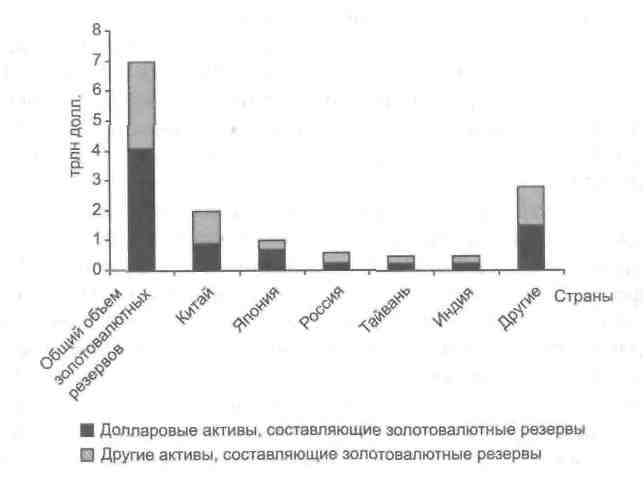 8
7
6
5
4
3
2
1
0
трлн долл.
Общий объем
золотовалютных
резервов
Китай
Япония
Россия
Тайвань
Индия
Другие
Страны
Долларовые активы, составляющие золотовалютные резервы
Другие активы, составляющие золотовалютные резервы